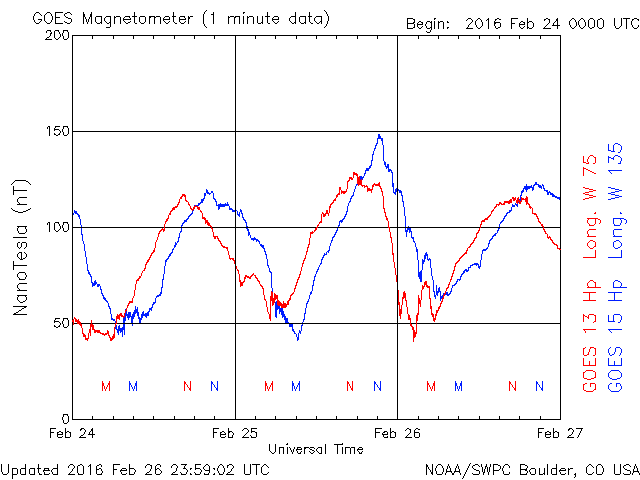 GOES Magnetometer (1 minute data)
Begin: 2016 Feb 24 0000 UTC
200
150
100
50
0
NanoTesla (nT)
M M N N M M N N M M N N
Feb 24 Feb 25 Feb 26 Feb 27
Universal Time
GOES 13 Hp Long. W 75
GOES 15 Hp Long. W 135
Updated 2016 Feb 26 23:59:02 UTC
NOAA/SWPC Boulder, CO USA